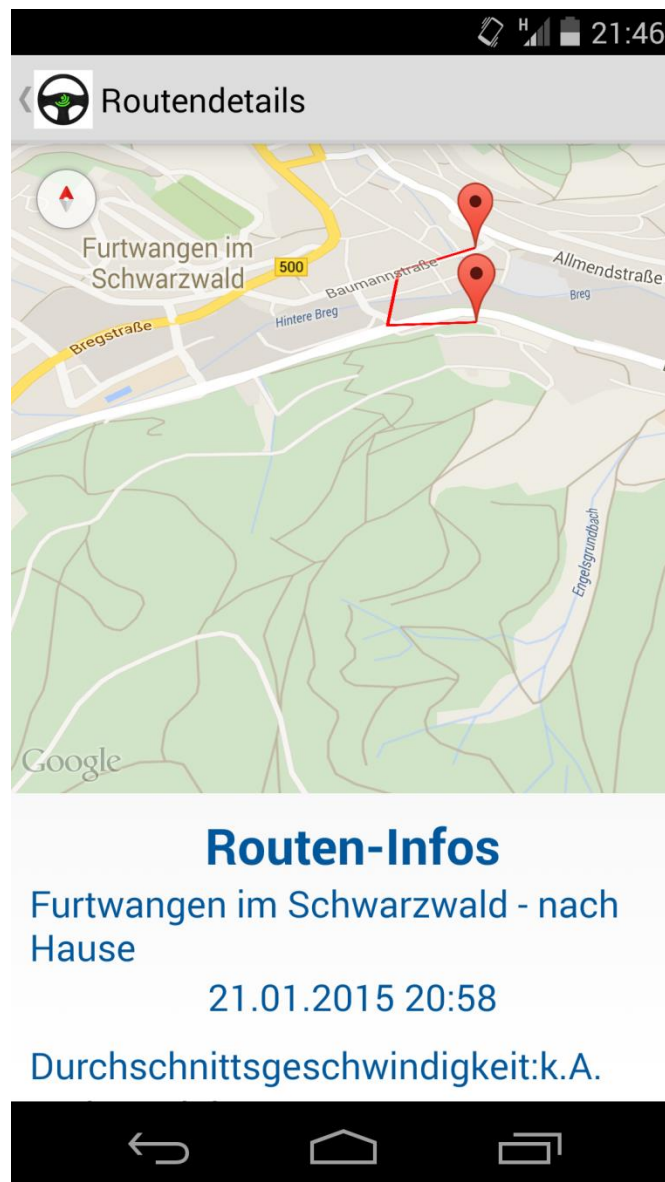 H 21:46
Routendetails
Furtwangen im
Schwarzwald
500
Allmendstraße
Baumannstraße
Breg
Hintere Breg
Bregstraße
Engelsgrundbach
Google
Routen-Infos
Furtwangen im Schwarzwald - nach
Hause
21.01.2015 20:58
Durchschnittsgeschwindigkeit:k.A.